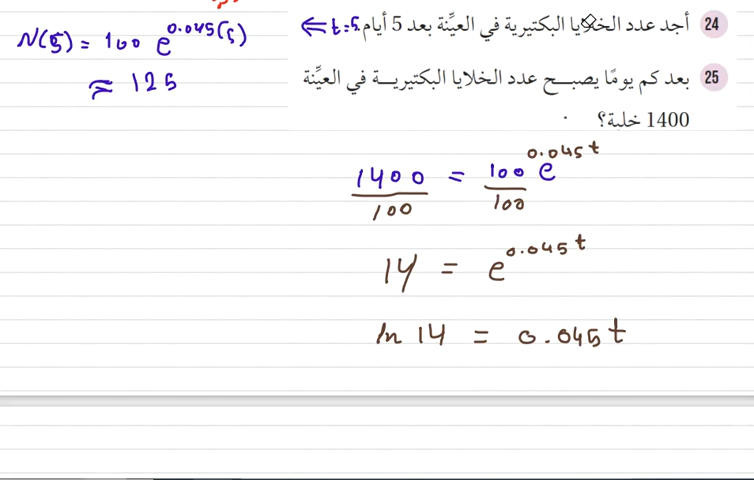 24 أجد عدد الخلايا البكتيرية في العيِّنة بعد 5 أيام. ⇐ t=5
N(5) = 100 e^0.045(5)
≈ 125
25 بعد كم يومًا يصبح عدد الخلايا البكتيرية في العيِّنة
1400 خلية؟
1400/100 = 100/100 e^0.045t
14 = e^0.045t
ln 14 = 0.045t